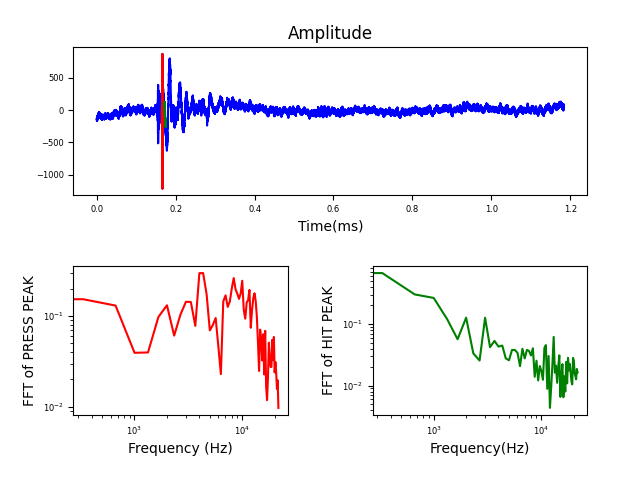 Amplitude
500
0
−500
−1000
0.0 0.2 0.4 0.6 0.8 1.0 1.2
Time(ms)
FFT of PRESS PEAK
10⁻¹
10⁻²
10³ 10⁴
Frequency (Hz)
FFT of HIT PEAK
10⁻¹
10⁻²
10³ 10⁴
Frequency(Hz)